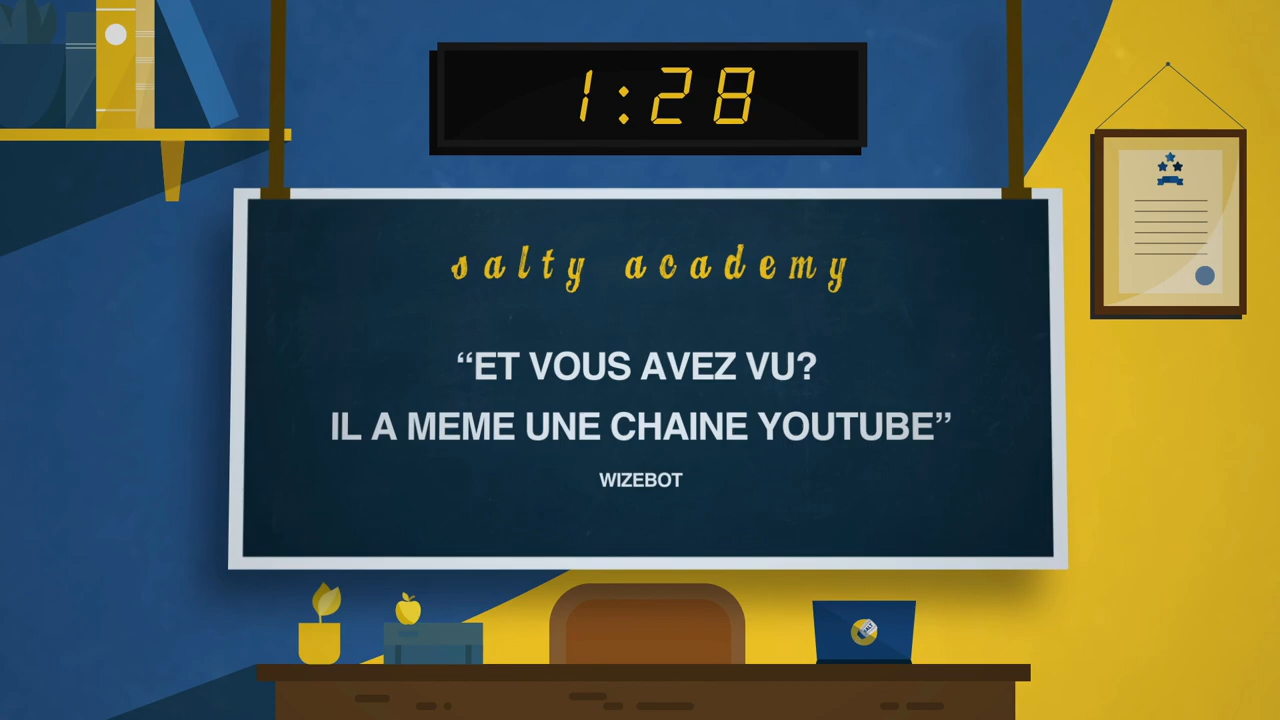 1:28
salty academy
“ET VOUS AVEZ VU?
IL A MEME UNE CHAINE YOUTUBE”
WIZEBOT